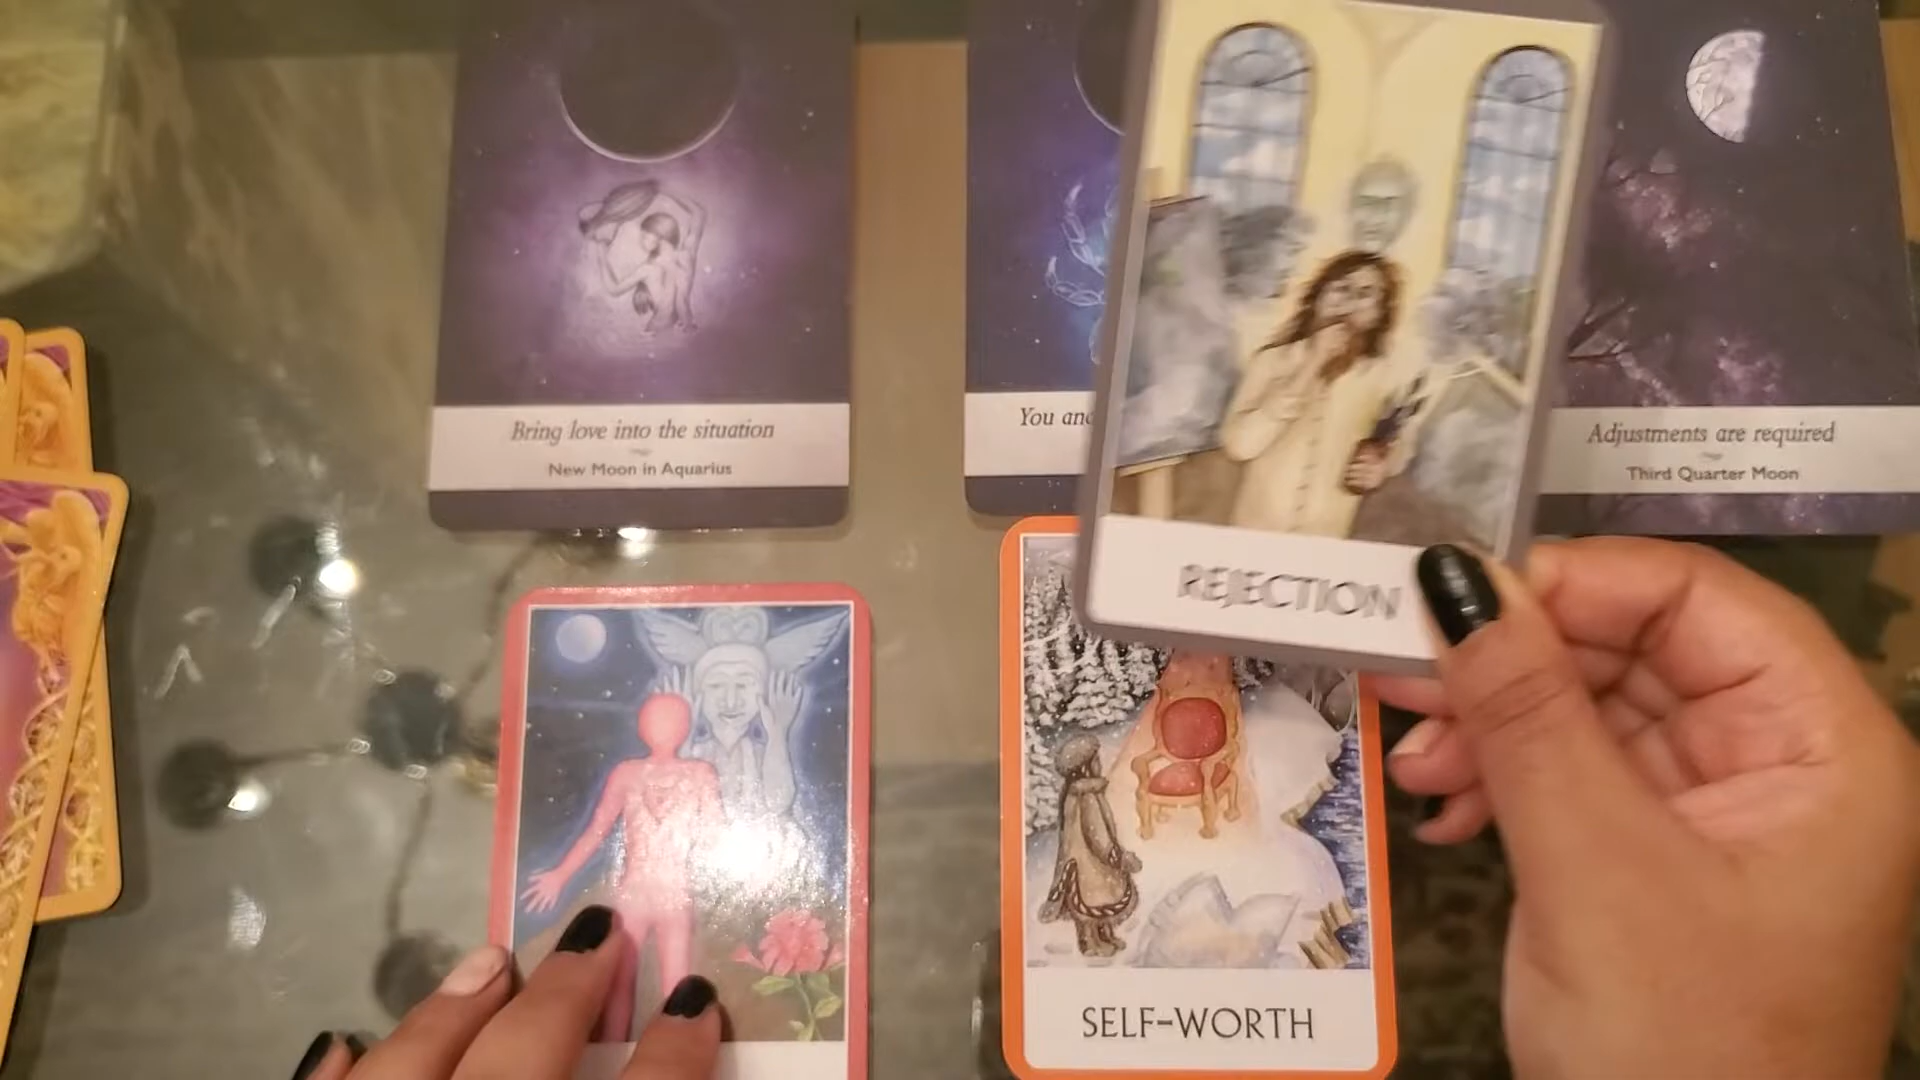 Bring love into the situation
New Moon in Aquarius
You and
Adjustments are required
Third Quarter Moon
REJECTION
SELF-WORTH